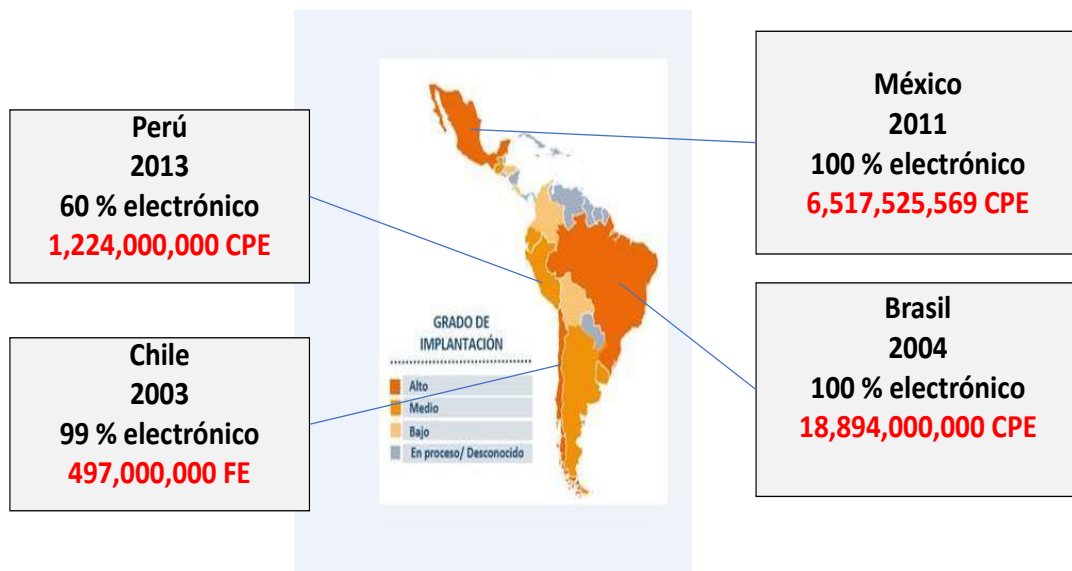 Perú
2013
60 % electrónico
1,224,000,000 CPE
Chile
2003
99 % electrónico
497,000,000 FE
GRADO DE
IMPLANTACIÓN
Alto
Medio
Bajo
En proceso/ Desconocido
México
2011
100 % electrónico
6,517,525,569 CPE
Brasil
2004
100 % electrónico
18,894,000,000 CPE